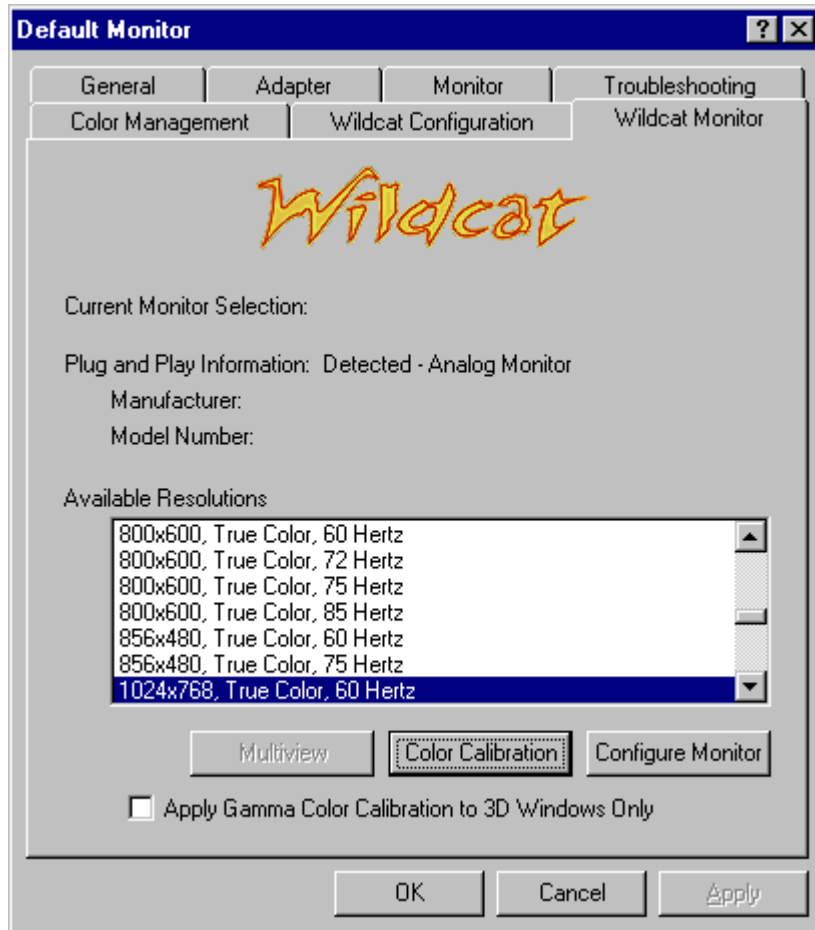 Default Monitor
General Adapter Monitor Troubleshooting
Color Management Wildcat Configuration Wildcat Monitor
Wildcat
Current Monitor Selection:
Plug and Play Information: Detected - Analog Monitor
Manufacturer:
Model Number:
Available Resolutions
800x600, True Color, 60 Hertz
800x600, True Color, 72 Hertz
800x600, True Color, 75 Hertz
800x600, True Color, 85 Hertz
856x480, True Color, 60 Hertz
856x480, True Color, 75 Hertz
1024x768, True Color, 60 Hertz
Multiview Color Calibration Configure Monitor
Apply Gamma Color Calibration to 3D Windows Only
OK Cancel Apply